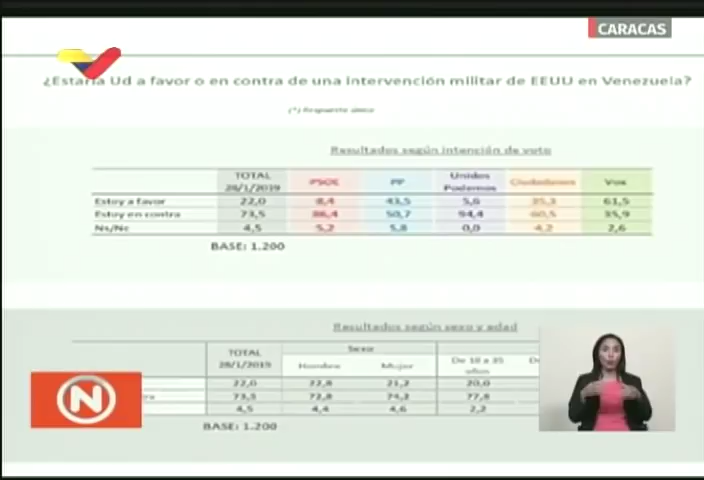 CARACAS
¿Estaría Ud a favor o en contra de una intervención militar de EEUU en Venezuela?
(*) Respuesta única
Resultados según intención de voto
TOTAL 28/1/2019 PSOE PP Unidos Podemos Ciudadanos Vox
Estoy a favor 22,0 8,4 43,5 5,6 35,3 61,5
Estoy en contra 73,5 86,4 50,7 94,4 60,5 35,9
Ns/Nc 4,5 5,2 5,8 0,0 4,2 2,6
BASE: 1.200
Resultados según sexo y edad
Sexo
TOTAL 28/1/2019 Hombre Mujer De 18 a 35 años
22,0 22,8 21,2 20,0
73,5 72,8 74,2 77,8
4,5 4,4 4,6 2,2
BASE: 1.200
N